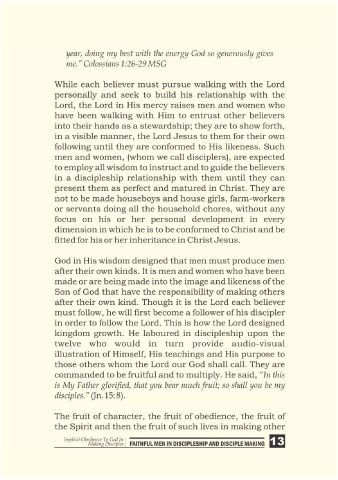 year, doing my best with the energy God so generously gives
me." Colossians 1:26-29 MSG
While each believer must pursue walking with the Lord
personally and seek to build his relationship with the
Lord, the Lord in His mercy raises men and women who
have been walking with Him to entrust other believers
into their hands as a stewardship; they are to show forth,
in a visible manner, the Lord Jesus to them for their own
following until they are conformed to His likeness. Such
men and women, (whom we call disciplers), are expected
to employ all wisdom to instruct and to guide the believers
in a discipleship relationship with them until they can
present them as perfect and matured in Christ. They are
not to be made houseboys and house girls, farm-workers
or servants doing all the household chores, without any
focus on his or her personal development in every
dimension in which he is to be conformed to Christ and be
fitted for his or her inheritance in Christ Jesus.
God in His wisdom designed that men must produce men
after their own kinds. It is men and women who have been
made or are being made into the image and likeness of the
Son of God that have the responsibility of making others
after their own kind. Though it is the Lord each believer
must follow, he will first become a follower of his discipler
in order to follow the Lord. This is how the Lord designed
kingdom growth. He laboured in discipleship upon the
twelve who would in turn provide audio-visual
illustration of Himself, His teachings and His purpose to
those others whom the Lord our God shall call. They are
commanded to be fruitful and to multiply. He said, "In this
is My Father glorified, that you bear much fruit; so shall you be my
disciples." (Jn. 15: 8).
The fruit of character, the fruit of obedience, the fruit of
the Spirit and then the fruit of such lives in making other
Implicit Obedience To God In
Making Disciples
FAITHFUL MEN IN DISCIPLESHIP AND DISCIPLE MAKING
13